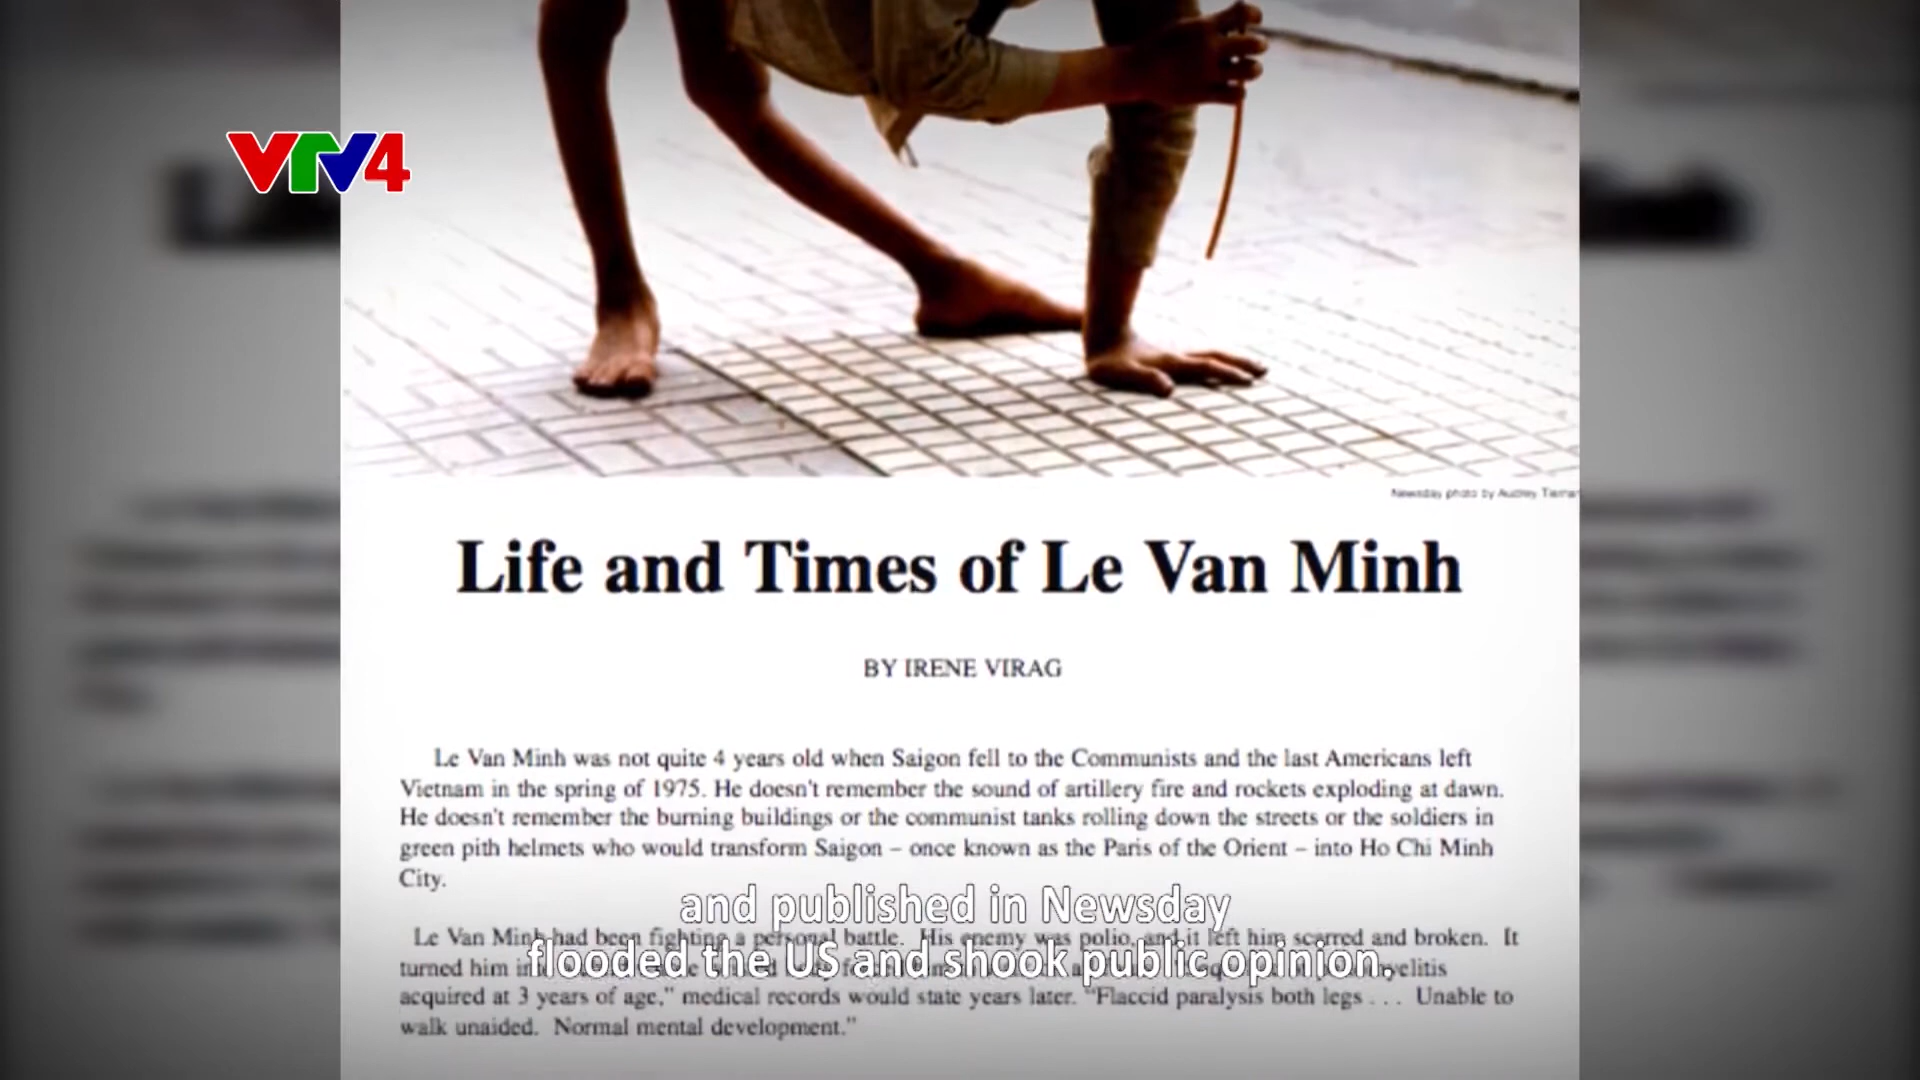 VTV4
Newsday photo by Audrey
Life and Times of Le Van Minh
BY IRENE VIRAG
Le Van Minh was not quite 4 years old when Saigon fell to the Communists and the last Americans left
Vietnam in the spring of 1975. He doesn't remember the sound of artillery fire and rockets exploding at dawn.
He doesn't remember the burning buildings or the communist tanks rolling down the streets or the soldiers in
green pith helmets who would transform Saigon – once known as the Paris of the Orient – into Ho Chi Minh
City.
and published in Newsday
Le Van Minh had been fighting a personal battle. His enemy was polio, and it left him scarred and broken. It
flooded the US and shook public opinion.
turned him
acquired at 3 years of age," medical records would state years later. "Flaccid paralysis both legs . . . Unable to
walk unaided. Normal mental development."